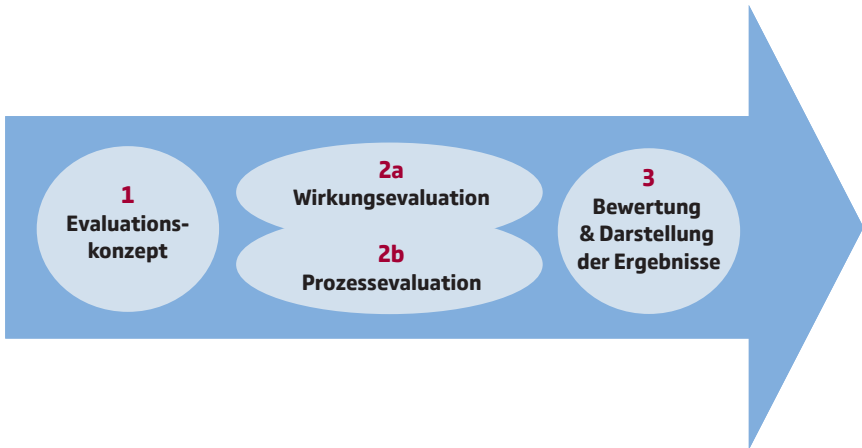 1
Evaluations-
konzept
2a
Wirkungsevaluation
2b
Prozessevaluation
3
Bewertung
& Darstellung
der Ergebnisse